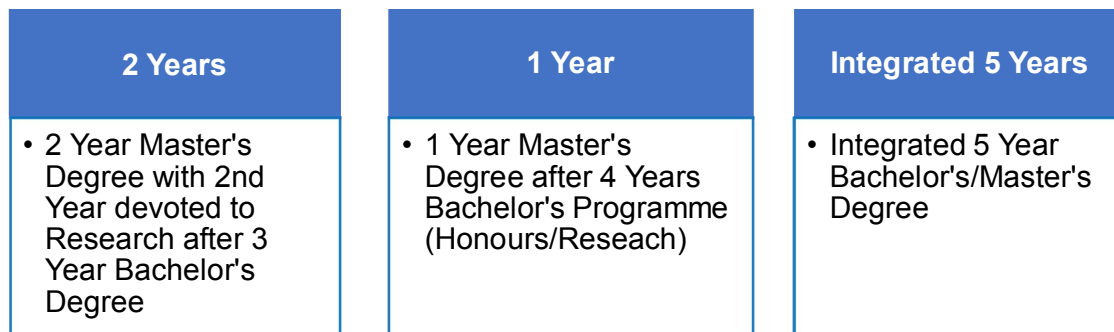 2 Years
• 2 Year Master's
Degree with 2nd
Year devoted to
Research after 3
Year Bachelor's
Degree
1 Year
• 1 Year Master's
Degree after 4 Years
Bachelor's Programme
(Honours/Reseach)
Integrated 5 Years
• Integrated 5 Year
Bachelor's/Master's
Degree